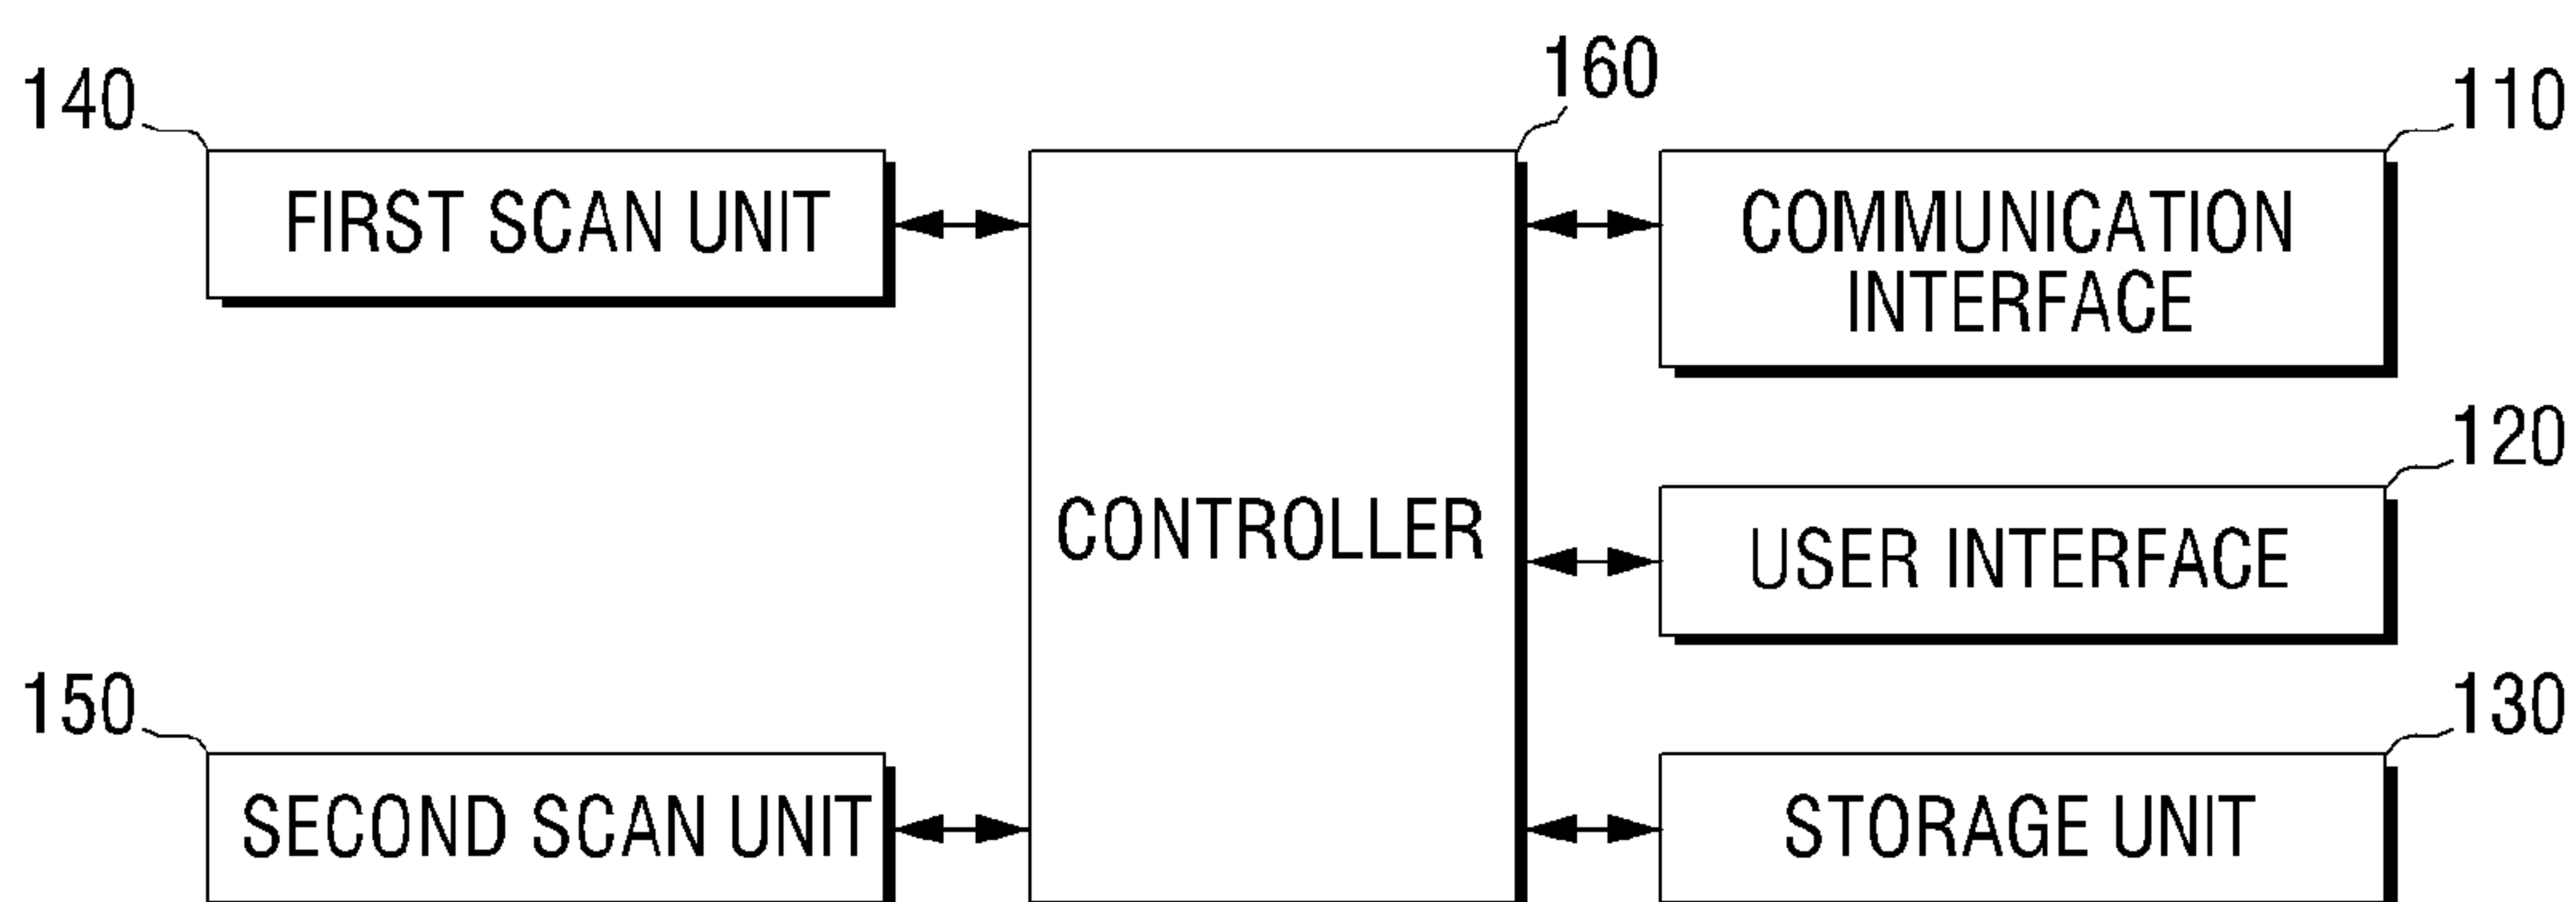 140
160
110
FIRST SCAN UNIT
COMMUNICATION
INTERFACE
120
CONTROLLER
USER INTERFACE
150
130
SECOND SCAN UNIT
STORAGE UNIT